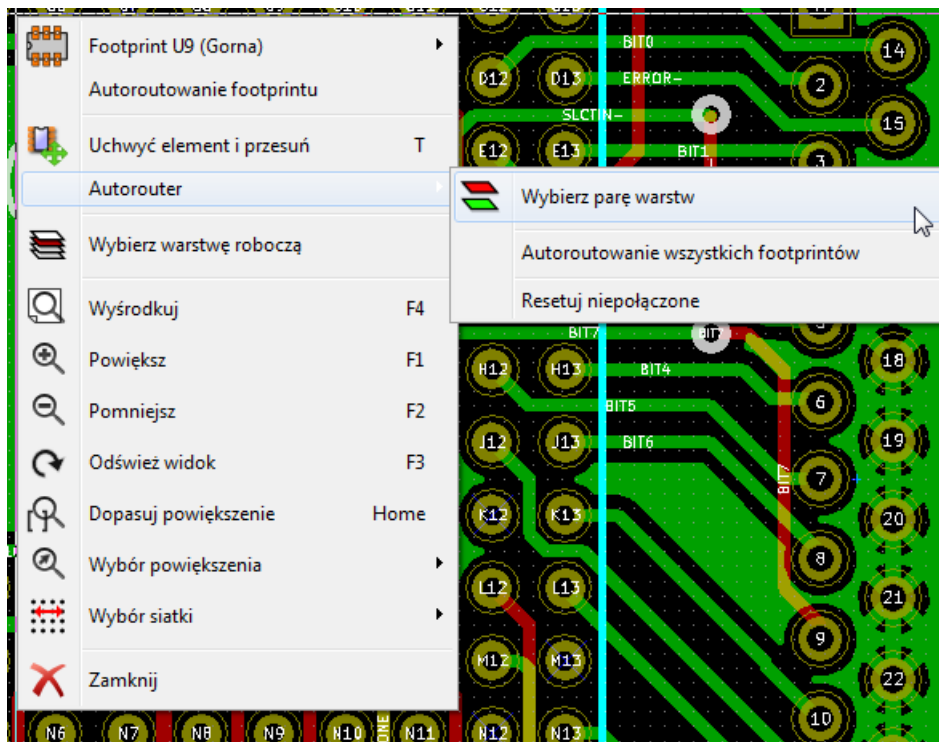 Footprint U9 (Gorna)
Autoroutowanie footprintu
Uchwyć element i przesuń T
Autorouter
Wybierz warstwę roboczą
Wyśrodkuj F4
Powiększ F1
Pomniejsz F2
Odśwież widok F3
Dopasuj powiększenie Home
Wybór powiększenia
Wybór siatki
Zamknij
Wybierz parę warstw
Autoroutowanie wszystkich footprintów
Resetuj niepołączone
BIT0
14
D12 D13 ERROR- 2
SLCTIN- 15
E12 E13 BIT1 3
BIT7 BIT7
H12 H13 BIT4 18
BIT5 6
J12 J13 BIT6 19
BIT7 7
K12 K13 20
8
L12 L13 21
9
M12 M13 22
10
N6 N7 N8 N9 N10 N11 N12 N13